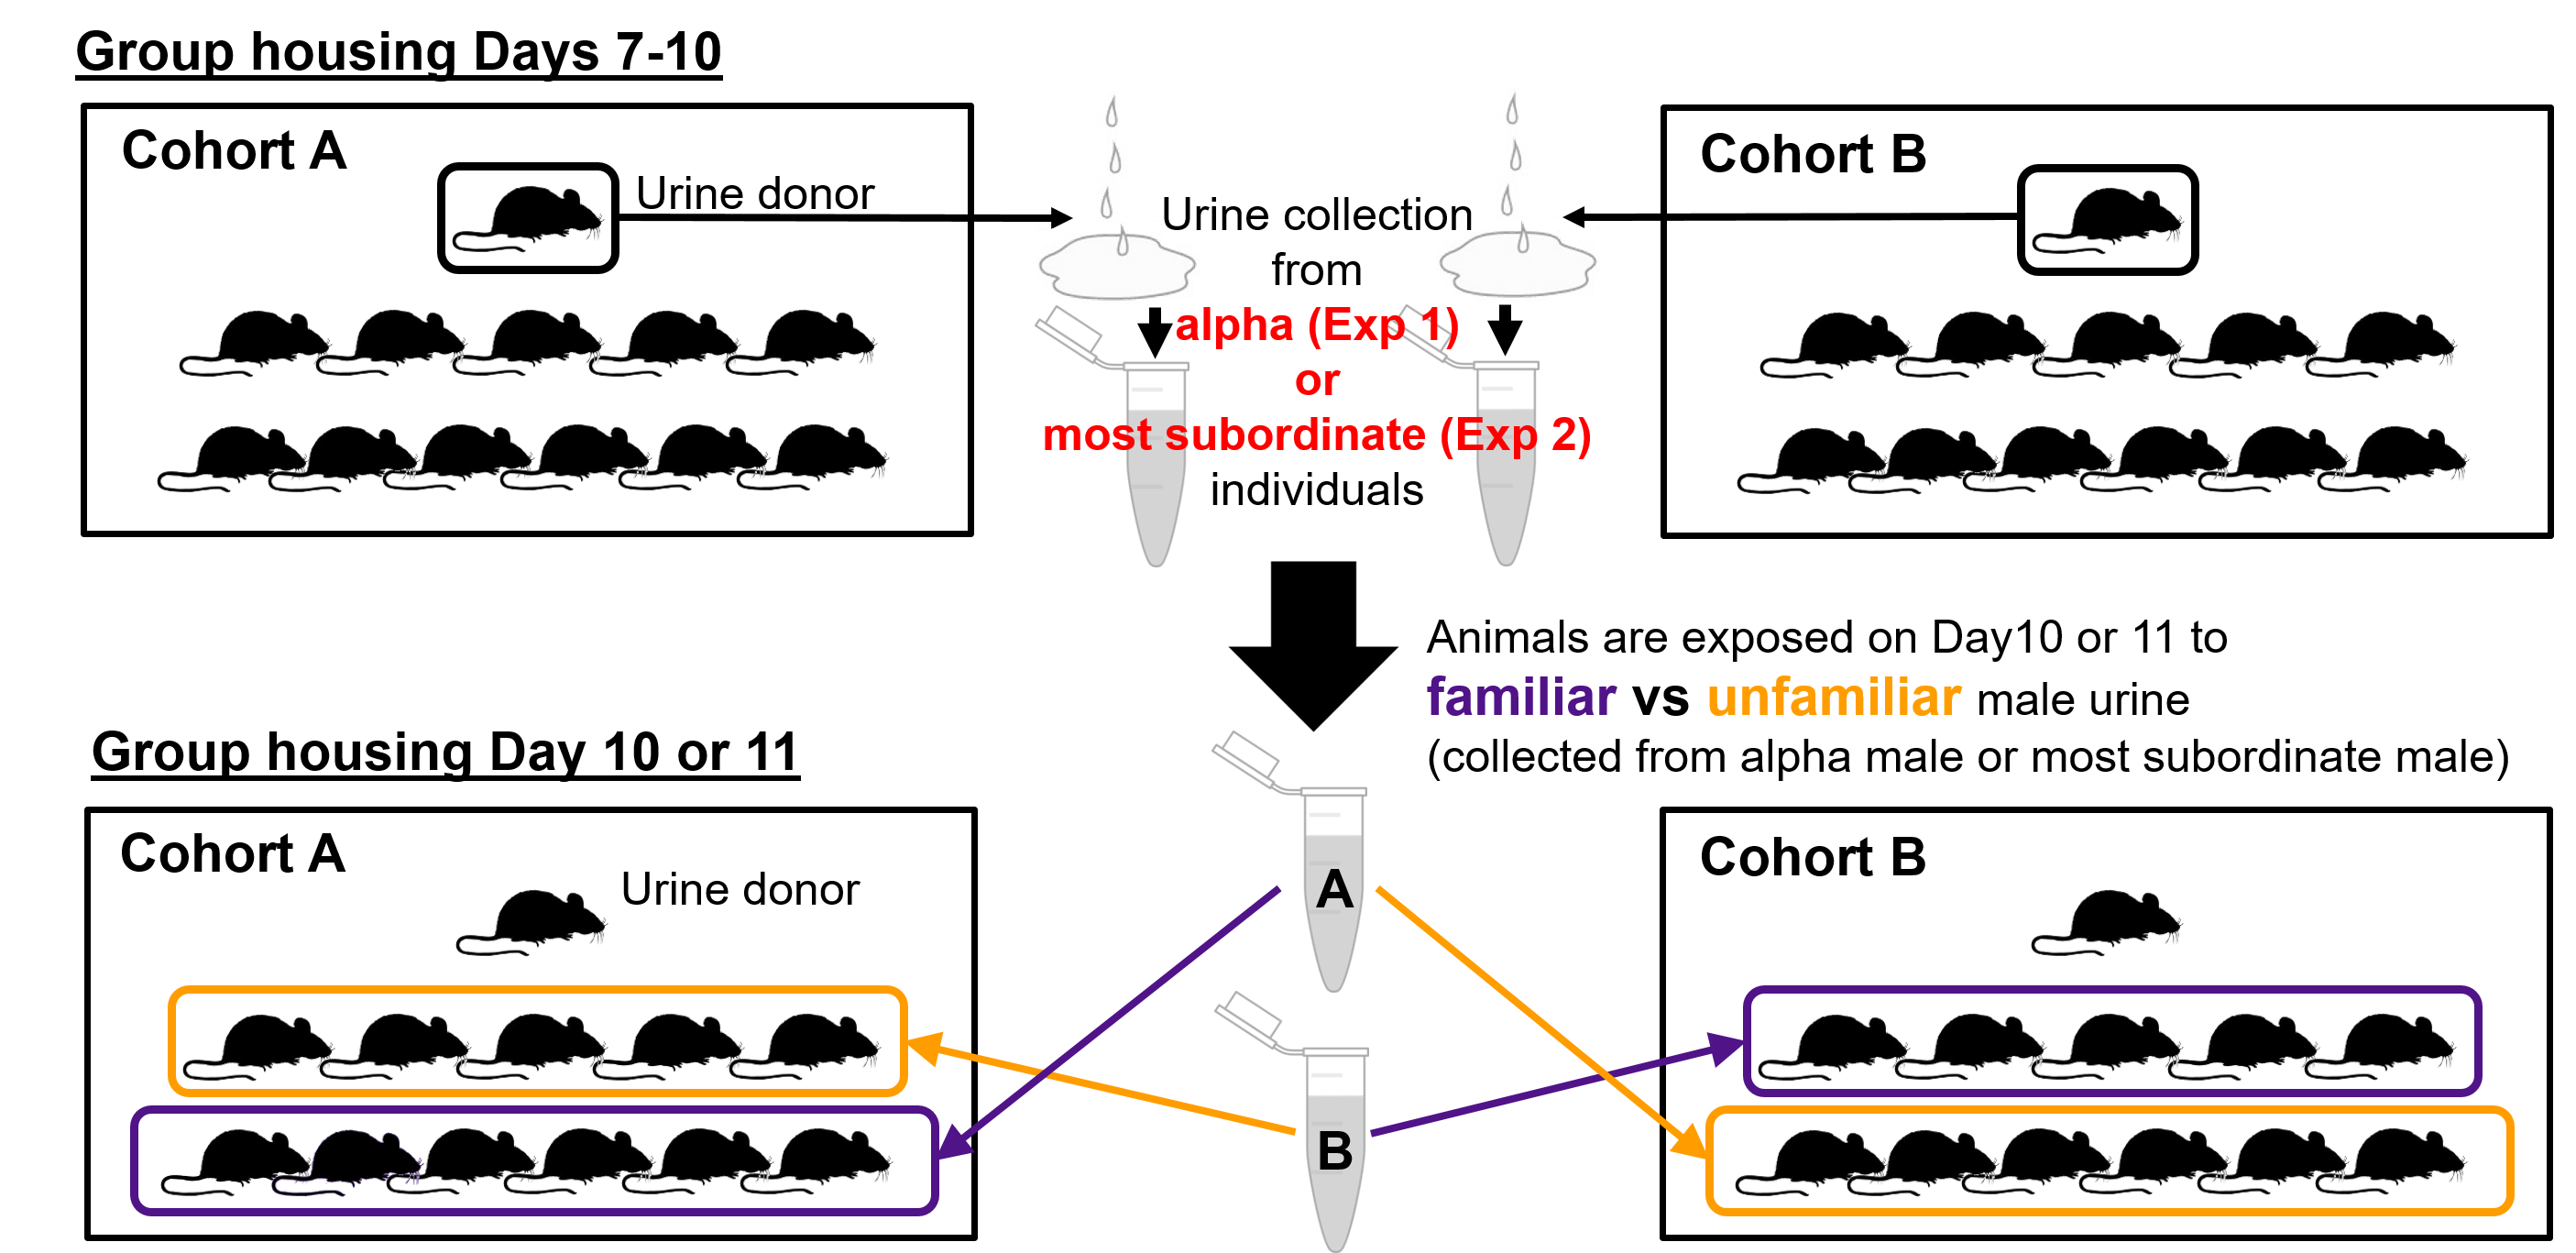 Group housing Days 7-10
Cohort A
Urine donor
Urine collection
from
alpha (Exp 1)
or
most subordinate (Exp 2)
individuals
Cohort B
Animals are exposed on Day10 or 11 to
familiar vs unfamiliar male urine
(collected from alpha male or most subordinate male)
Group housing Day 10 or 11
Cohort A
Urine donor
A
B
Cohort B